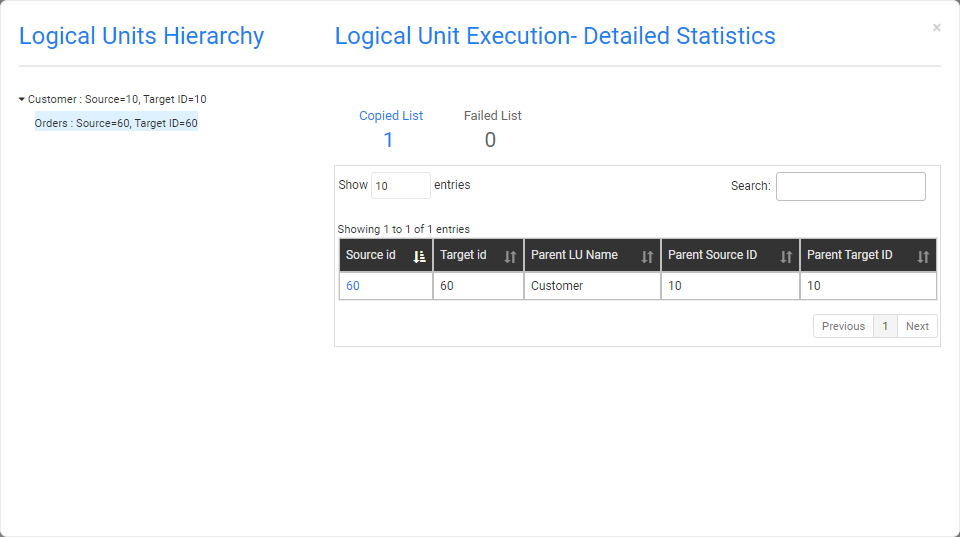 Logical Units Hierarchy
Logical Unit Execution- Detailed Statistics
×
Customer : Source=10, Target ID=10
Orders : Source=60, Target ID=60
Copied List Failed List
1 0
Show 10 entries Search:
Showing 1 to 1 of 1 entries
Source id Target id Parent LU Name Parent Source ID Parent Target ID
60 60 Customer 10 10
Previous 1 Next